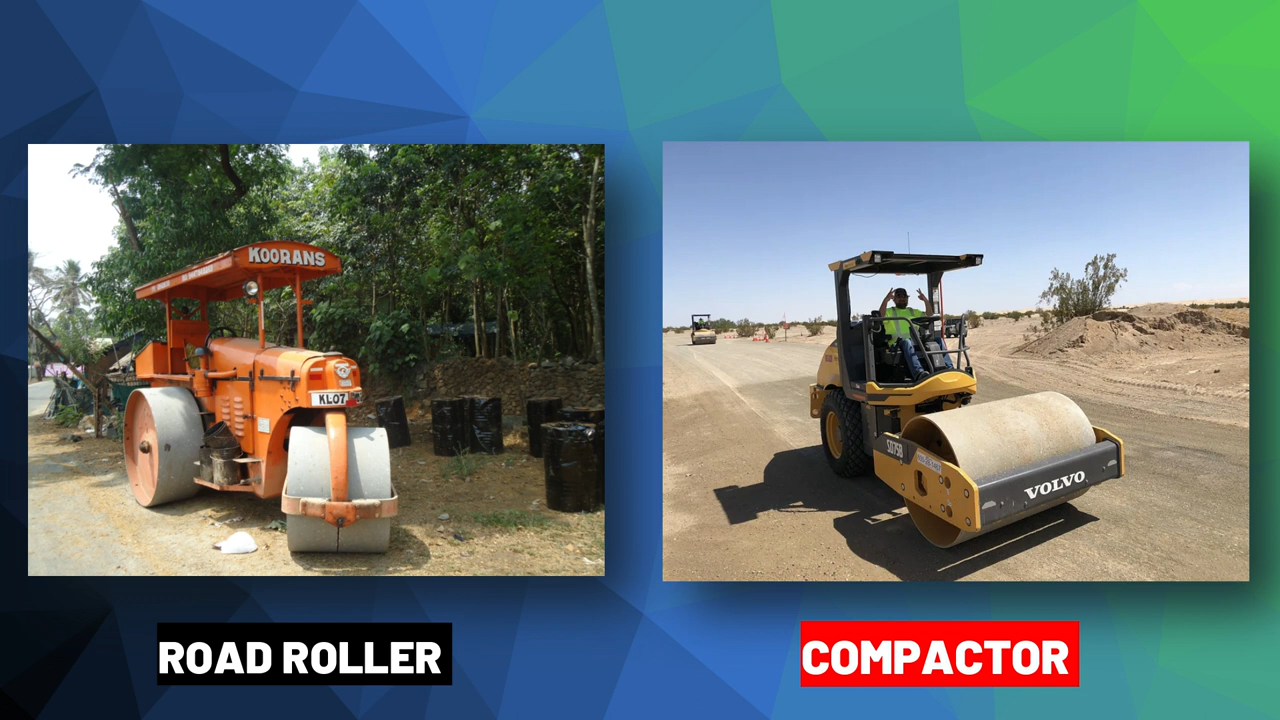 KOORANS
KL07
SD75B
VOLVO
ROAD ROLLER
COMPACTOR